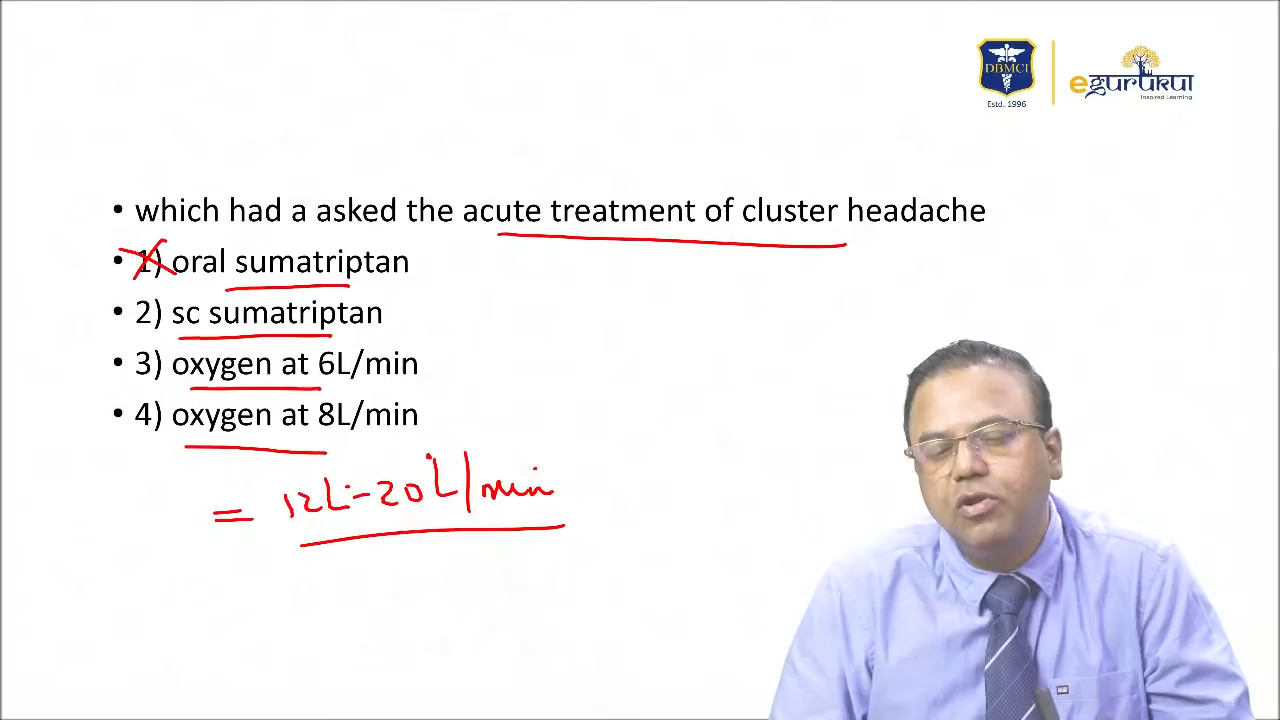 DBMCI
Estd. 1996
egurukul
Inspired Learning
• which had a asked the acute treatment of cluster headache
• 1) oral sumatriptan
• 2) sc sumatriptan
• 3) oxygen at 6L/min
• 4) oxygen at 8L/min
= 12L-20L/min